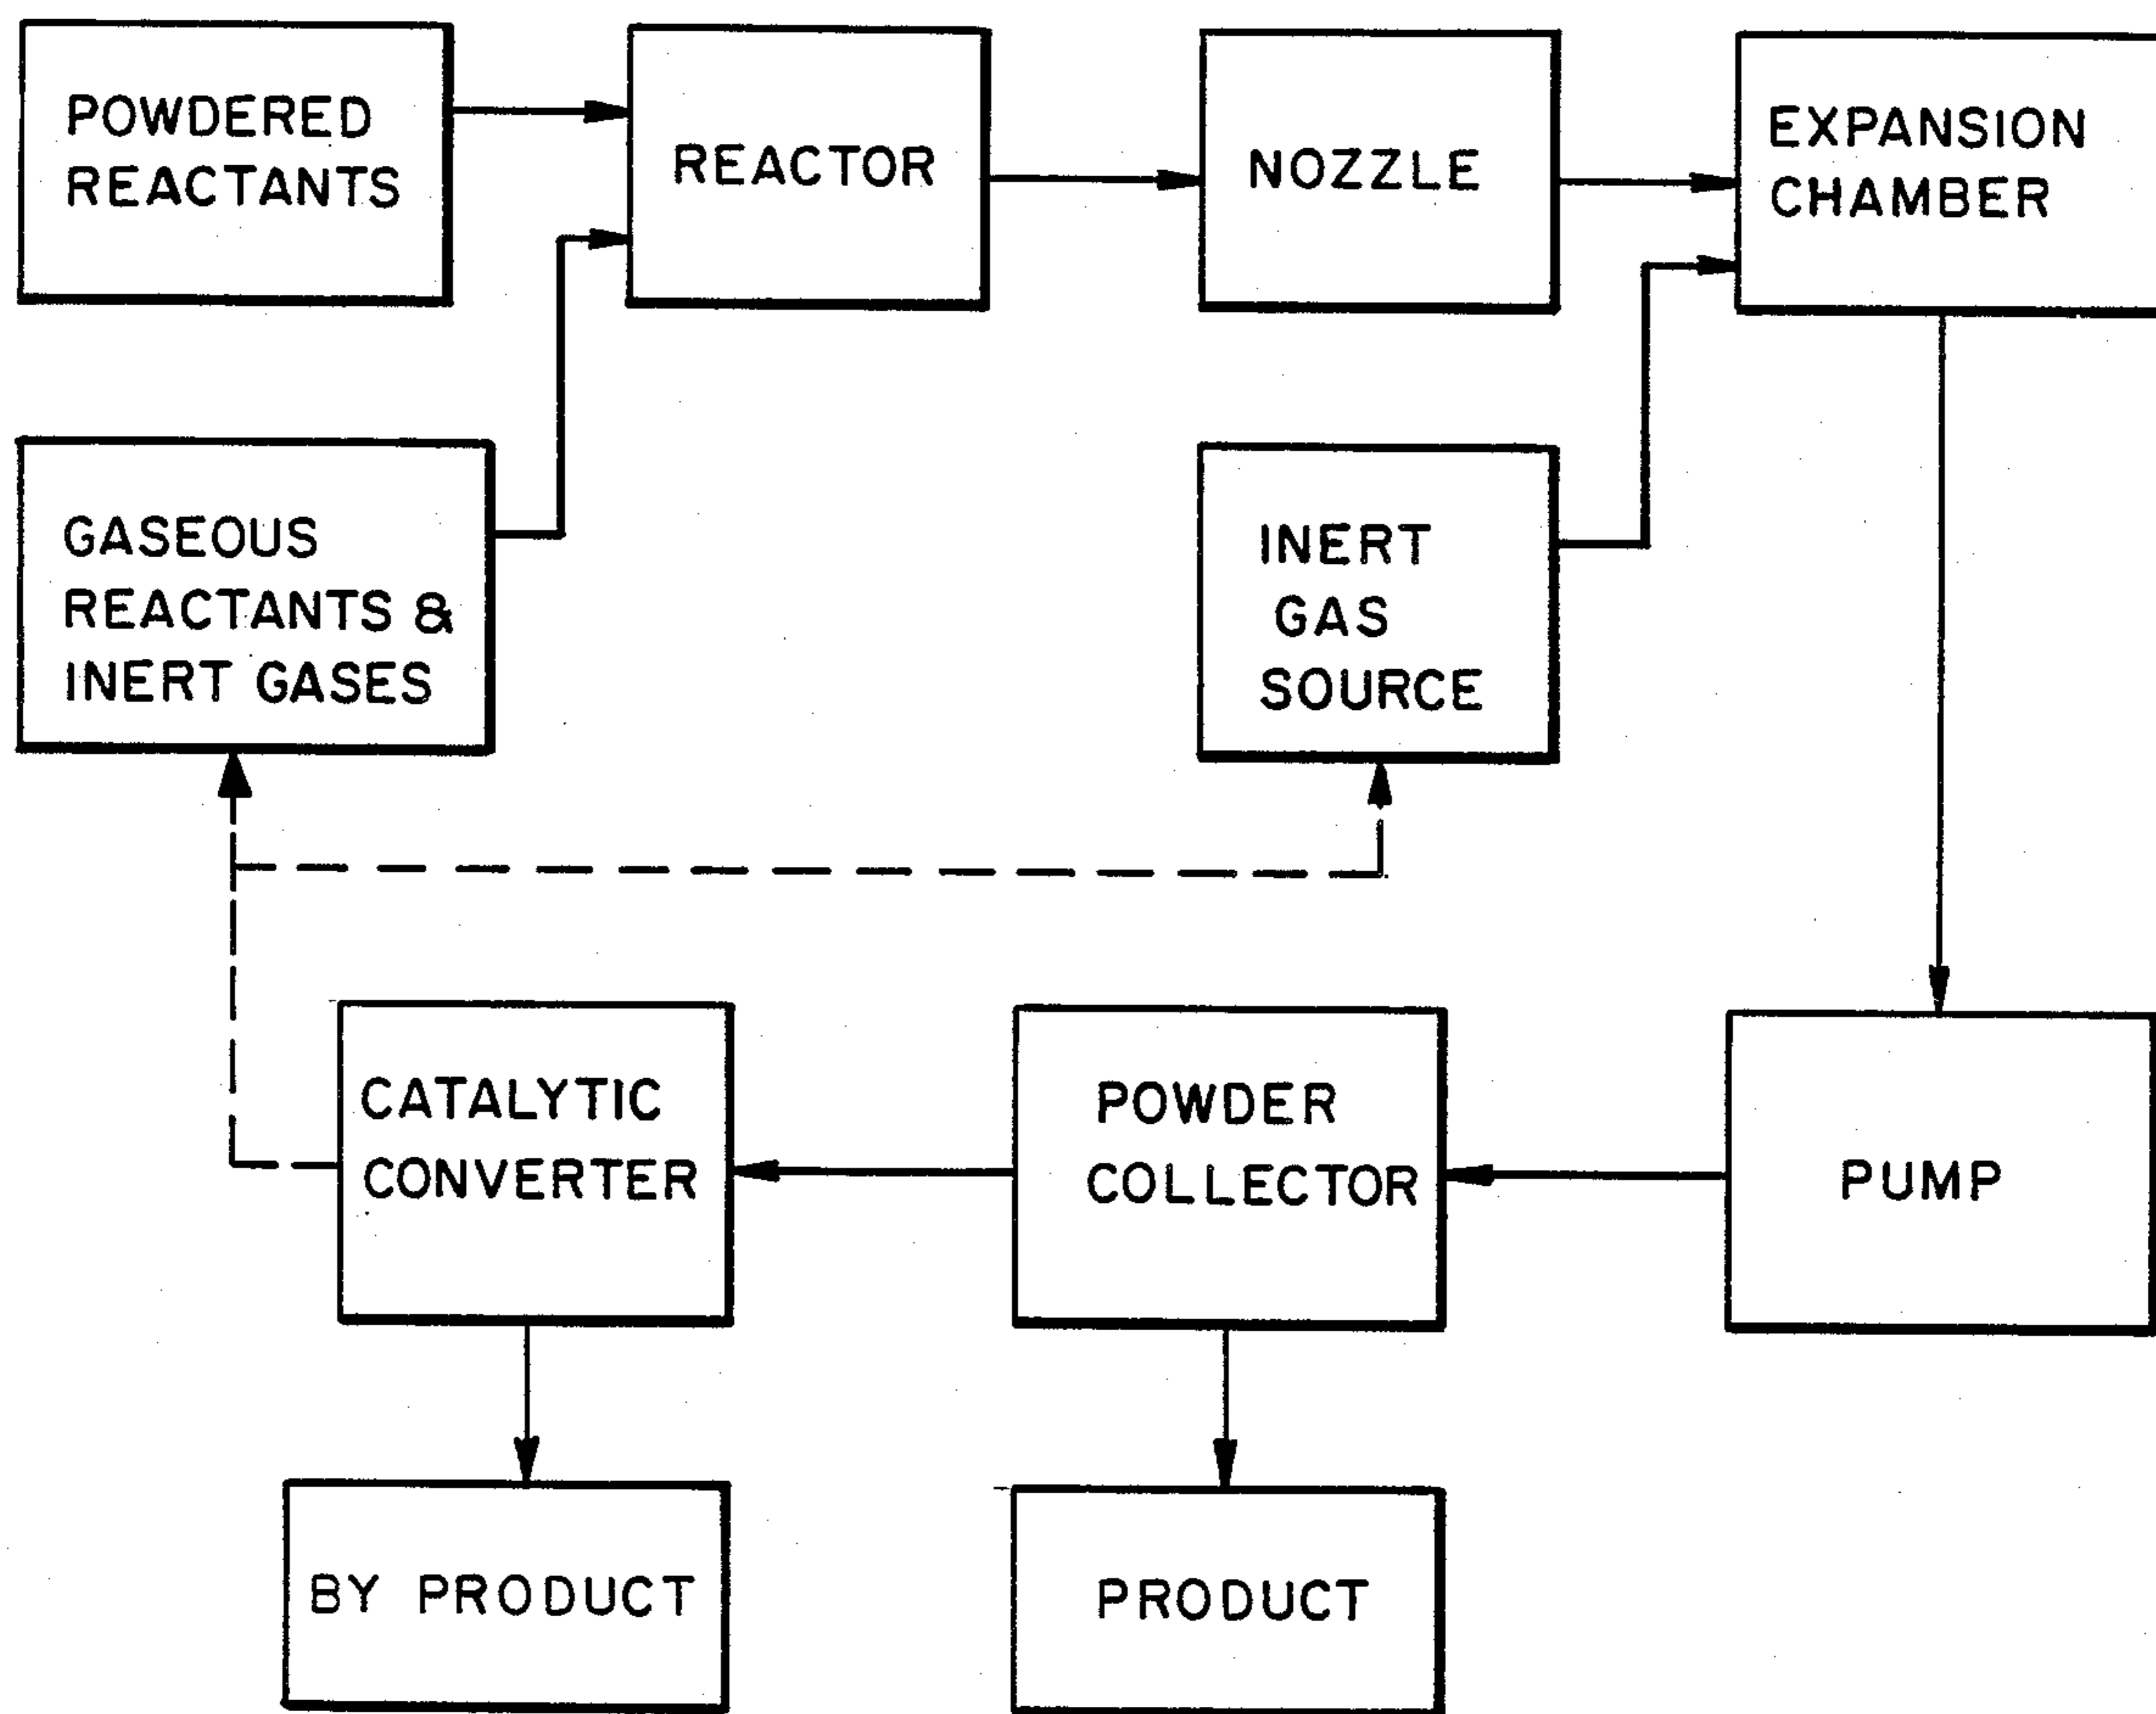 POWDERED
REACTANTS
REACTOR
NOZZLE
EXPANSION
CHAMBER
GASEOUS
REACTANTS &
INERT GASES
INERT
GAS
SOURCE
CATALYTIC
CONVERTER
POWDER
COLLECTOR
PUMP
BY PRODUCT
PRODUCT